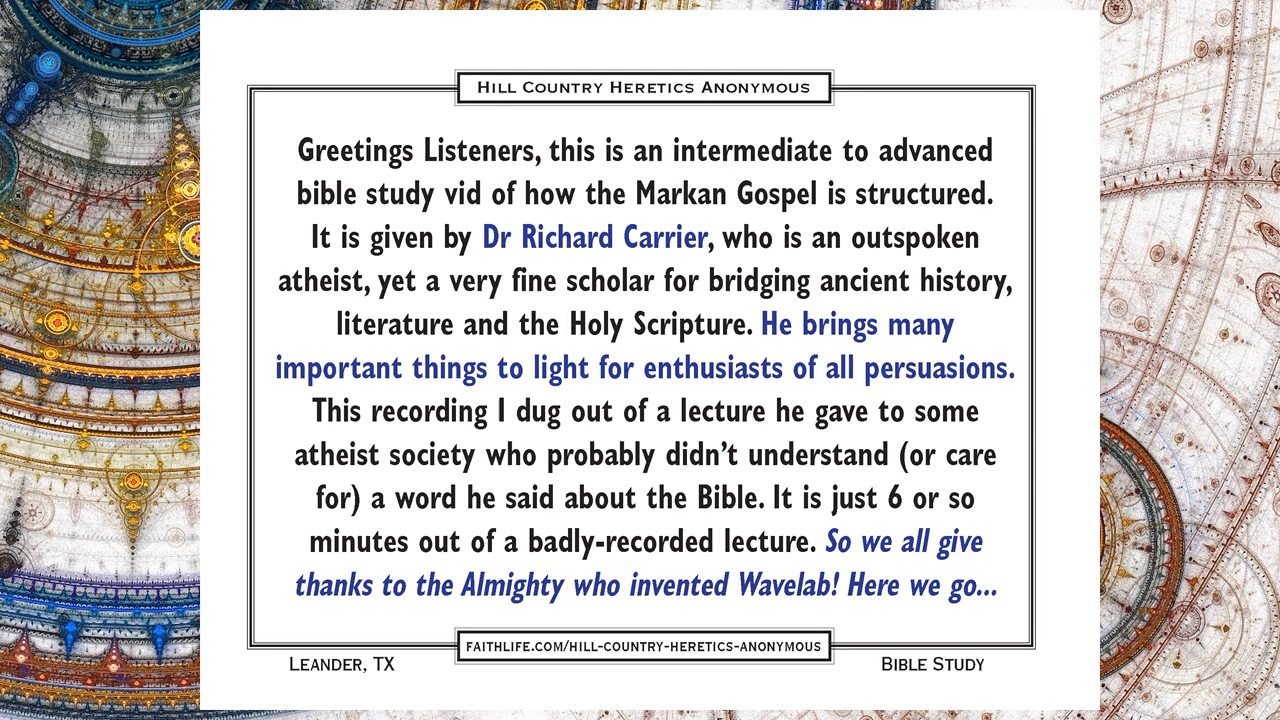 Hill Country Heretics Anonymous
Greetings Listeners, this is an intermediate to advanced
bible study vid of how the Markan Gospel is structured.
It is given by Dr Richard Carrier, who is an outspoken
atheist, yet a very fine scholar for bridging ancient history,
literature and the Holy Scripture. He brings many
important things to light for enthusiasts of all persuasions.
This recording I dug out of a lecture he gave to some
atheist society who probably didn’t understand (or care
for) a word he said about the Bible. It is just 6 or so
minutes out of a badly-recorded lecture. So we all give
thanks to the Almighty who invented Wavelab! Here we go...
faithlife.com/hill-country-heretics-anonymous
Leander, TX
Bible Study